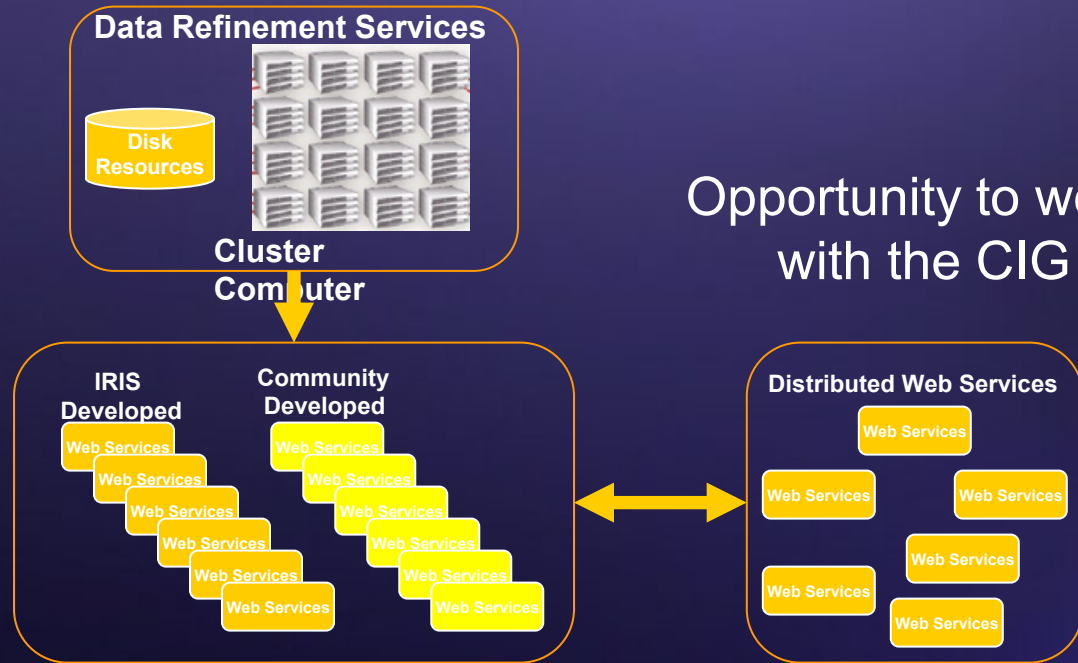 Data Refinement Services
Disk
Resources
Cluster
Computer
Opportunity to
with the CIG
IRIS
Developed
Web Services
Web Services
Web Services
Web Services
Web Services
Web Services
Community
Developed
Web Services
Web Services
Web Services
Web Services
Web Services
Web Services
Distributed Web Services
Web Services
Web Services
Web Services
Web Services
Web Services
Web Services